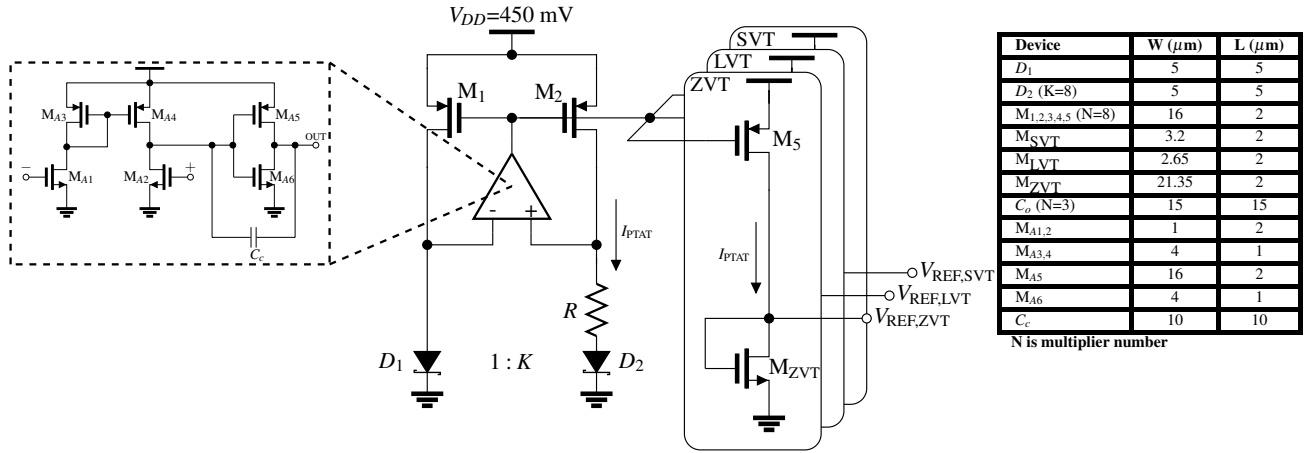 V_DD=450 mV
M_A3
M_A4
M_A5
OUT
−
M_A1
M_A2
+
M_A6
C_c
M_1
M_2
-
+
I_PTAT
R
D_1
1 : K
D_2
SVT
LVT
ZVT
M_5
I_PTAT
M_ZVT
V_REF,SVT
V_REF,LVT
V_REF,ZVT
Device W (μm) L (μm)
D_1 5 5
D_2 (K=8) 5 5
M_1,2,3,4,5 (N=8) 16 2
M_SVT 3.2 2
M_LVT 2.65 2
M_ZVT 21.35 2
C_o (N=3) 15 15
M_A1,2 1 2
M_A3,4 4 1
M_A5 16 2
M_A6 4 1
C_c 10 10
N is multiplier number